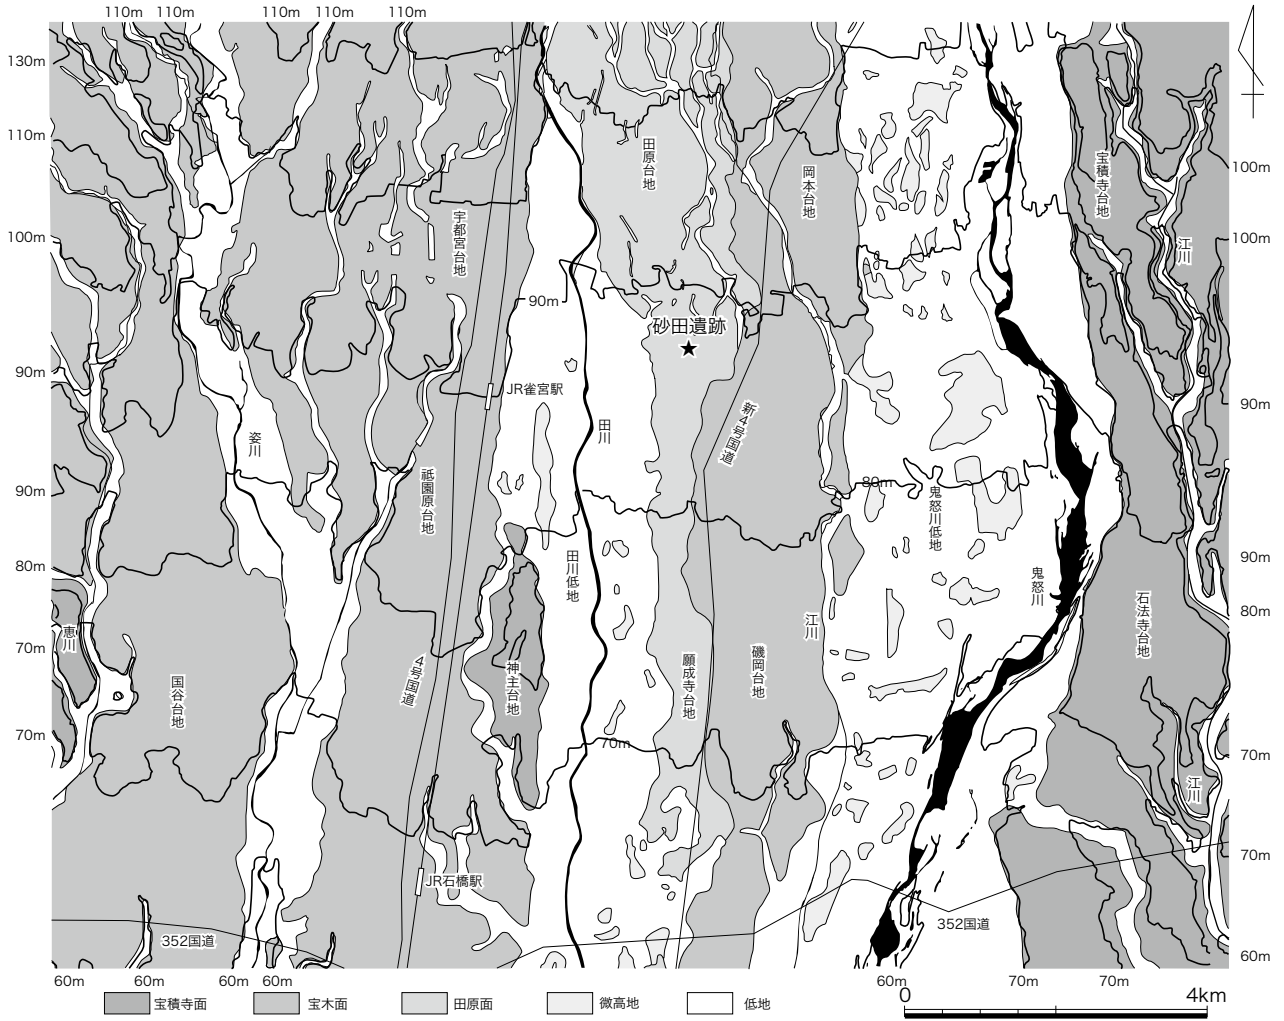 110m
110m
110m
110m
110m
130m
110m
100m
90m
90m
80m
70m
70m
100m
100m
90m
90m
80m
70m
70m
60m
田原台地
岡本台地
宝積寺台地
江川
宇都宮台地
90m
砂田遺跡
JR雀宮駅
新4号国道
田川
姿川
祗園原台地
80m
鬼怒川低地
田川低地
鬼怒川
石法寺台地
江川
恵川
国谷台地
4号国道
神主台地
願成寺台地
磯岡台地
70m
江川
JR石橋駅
352国道
352国道
60m
60m
60m
60m
60m
70m
70m
宝積寺面
宝木面
田原面
微高地
低地
0
4km